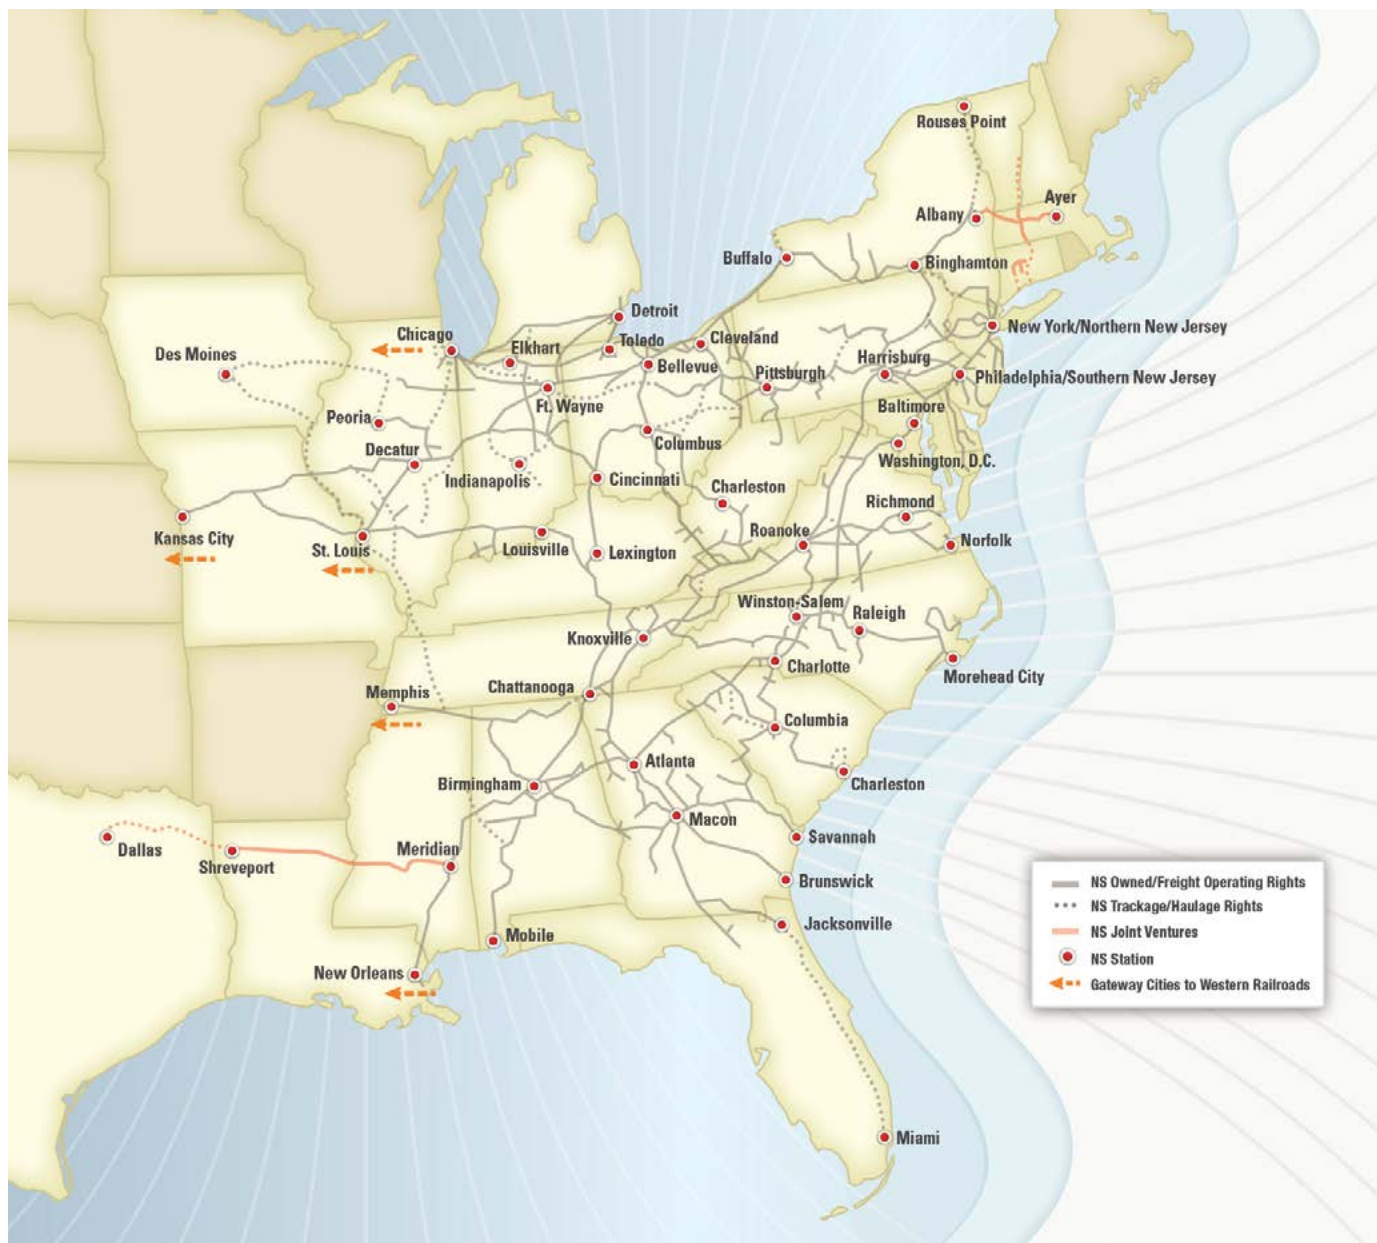 Rouses Point
Ayer
Albany
Buffalo
Binghamton
Detroit
New York/Northern New Jersey
Chicago
Toledo
Cleveland
Elkhart
Des Moines
Bellevue
Harrisburg
Pittsburgh
Philadelphia/Southern New Jersey
Ft. Wayne
Baltimore
Peoria
Columbus
Decatur
Washington, D.C.
Indianapolis
Cincinnati
Charleston
Richmond
Kansas City
St. Louis
Louisville
Lexington
Roanoke
Norfolk
Winston-Salem
Raleigh
Knoxville
Charlotte
Morehead City
Memphis
Chattanooga
Columbia
Atlanta
Birmingham
Charleston
Macon
Dallas
Shreveport
Meridian
Savannah
Brunswick
Jacksonville
Mobile
New Orleans
Miami
NS Owned/Freight Operating Rights
NS Trackage/Haulage Rights
NS Joint Ventures
NS Station
Gateway Cities to Western Railroads